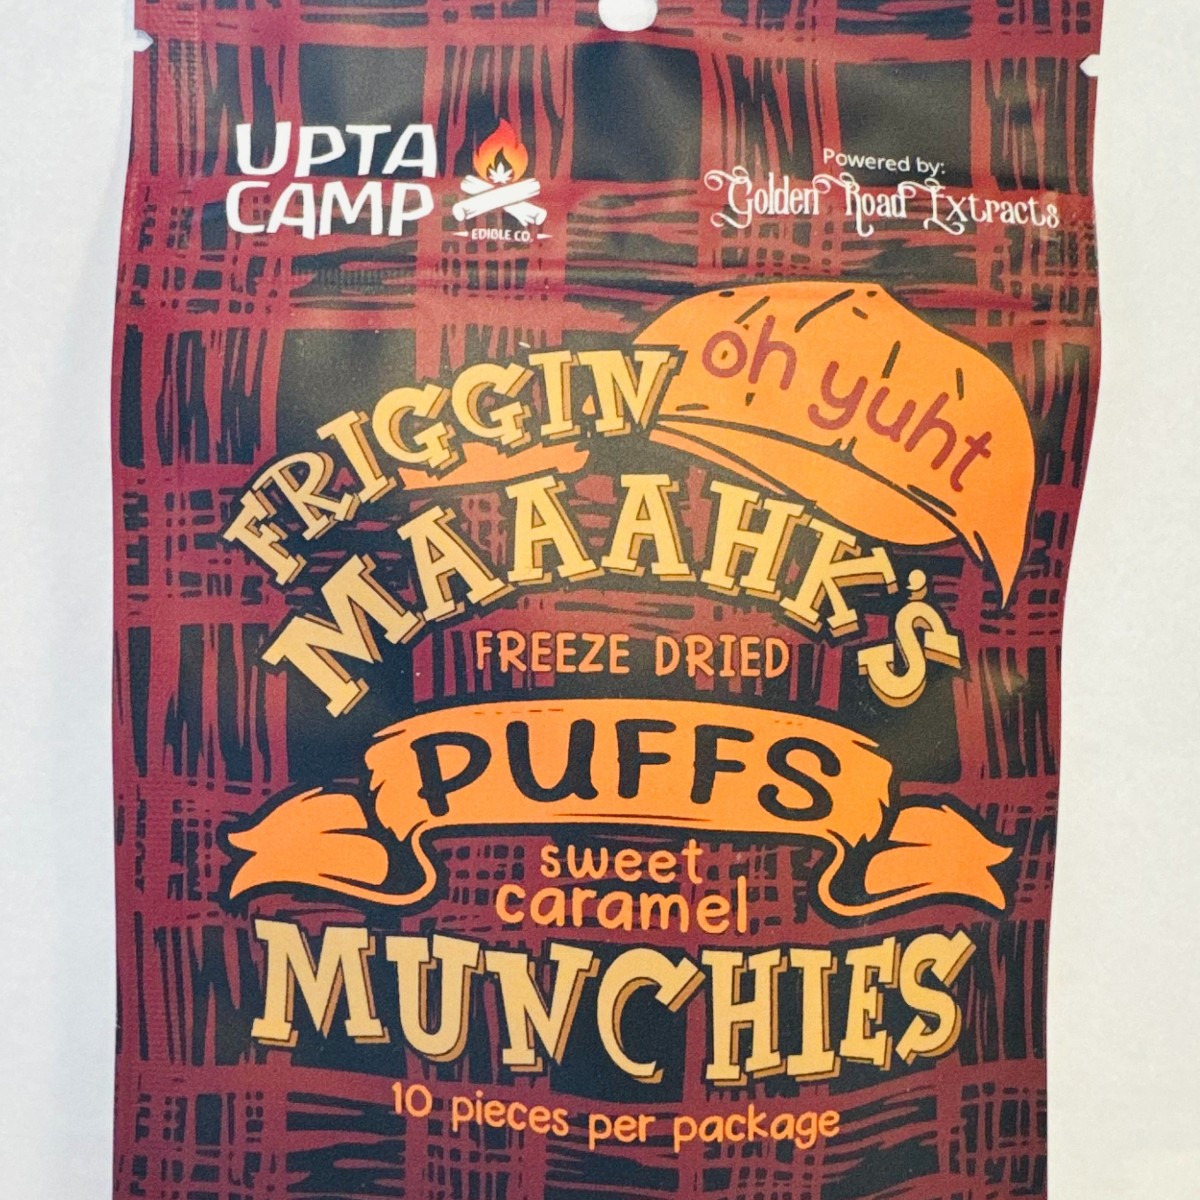 UPTA
CAMP
EDIBLE CO.
Powered by:
Golden Road Extracts
oh yuht
FRIGGIN
MAAAHK'S
FREEZE DRIED
PUFFS
sweet
caramel
MUNCHIES
10 pieces per package